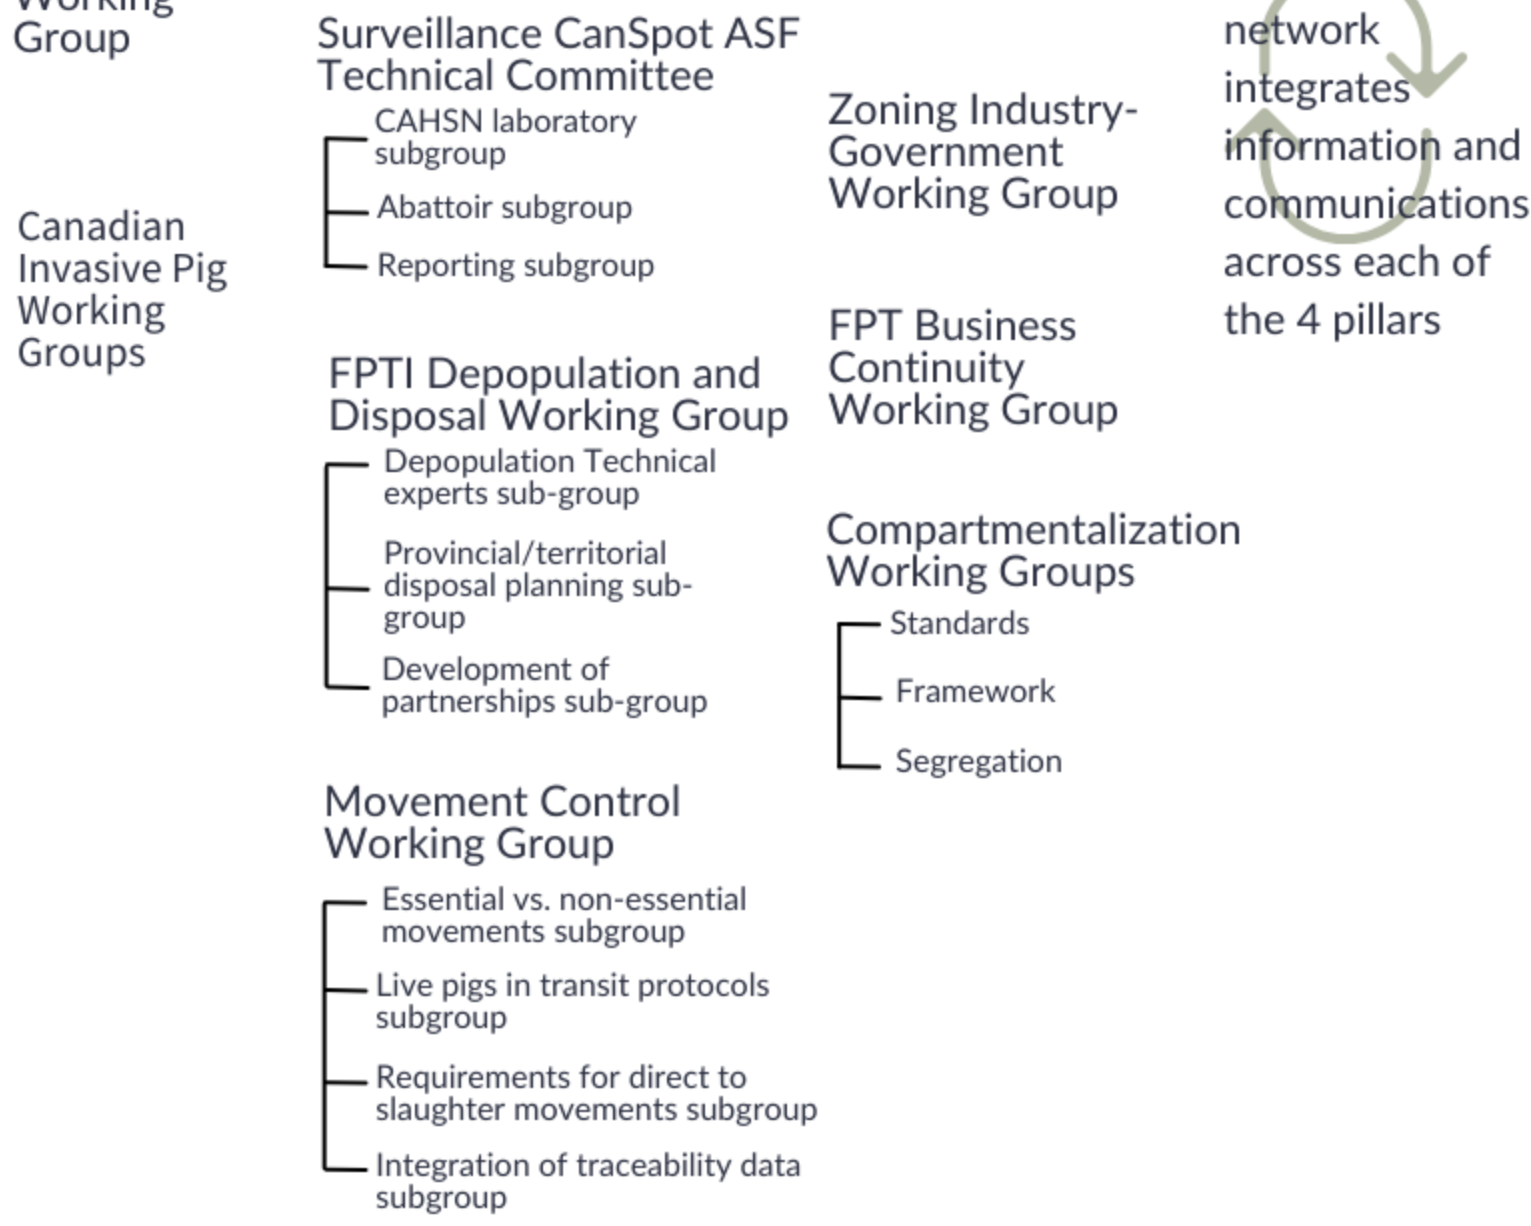 Working
Group
Canadian
Invasive Pig
Working
Groups
Surveillance CanSpot ASF
Technical Committee
CAHSN laboratory
subgroup
Abattoir subgroup
Reporting subgroup
FPTI Depopulation and
Disposal Working Group
Depopulation Technical
experts sub-group
Provincial/territorial
disposal planning sub-
group
Development of
partnerships sub-group
Movement Control
Working Group
Essential vs. non-essential
movements subgroup
Live pigs in transit protocols
subgroup
Requirements for direct to
slaughter movements subgroup
Integration of traceability data
subgroup
Zoning Industry-
Government
Working Group
FPT Business
Continuity
Working Group
Compartmentalization
Working Groups
Standards
Framework
Segregation
network
integrates
information and
communications
across each of
the 4 pillars